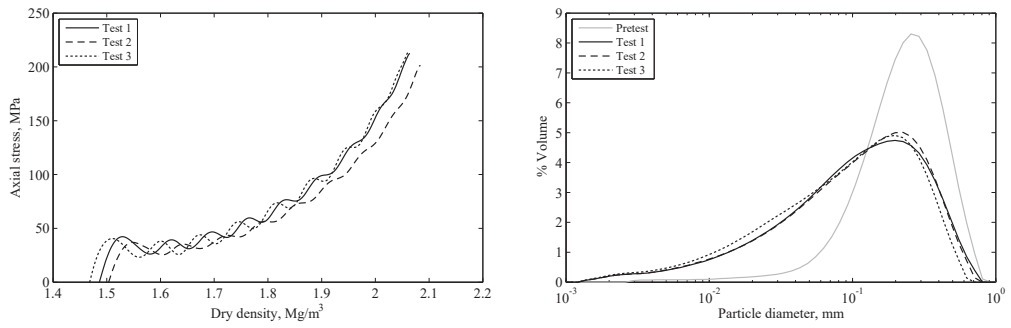 250
200
150
100
50
0
Axial stress, MPa
Test 1
Test 2
Test 3
1.4 1.5 1.6 1.7 1.8 1.9 2 2.1 2.2
Dry density, Mg/m³
9
8
7
6
5
4
3
2
1
0
% Volume
Pretest
Test 1
Test 2
Test 3
10⁻³ 10⁻² 10⁻¹ 10⁰
Particle diameter, mm